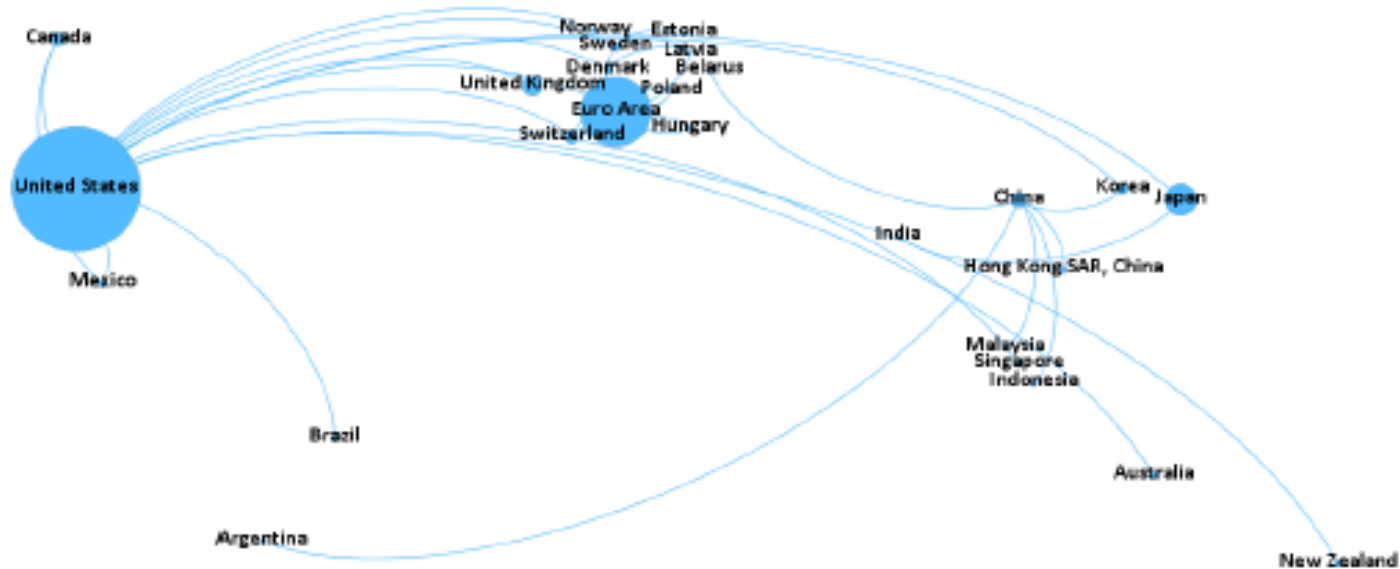 Norway
Estonia
Canada
Sweden
Latvia
Denmark
Belarus
United Kingdom
Poland
Euro Area
Hungary
Switzerland
United States
Korea
Japan
China
India
Hong Kong SAR, China
Mexico
Malaysia
Singapore
Indonesia
Brazil
Australia
Argentina
New Zealand